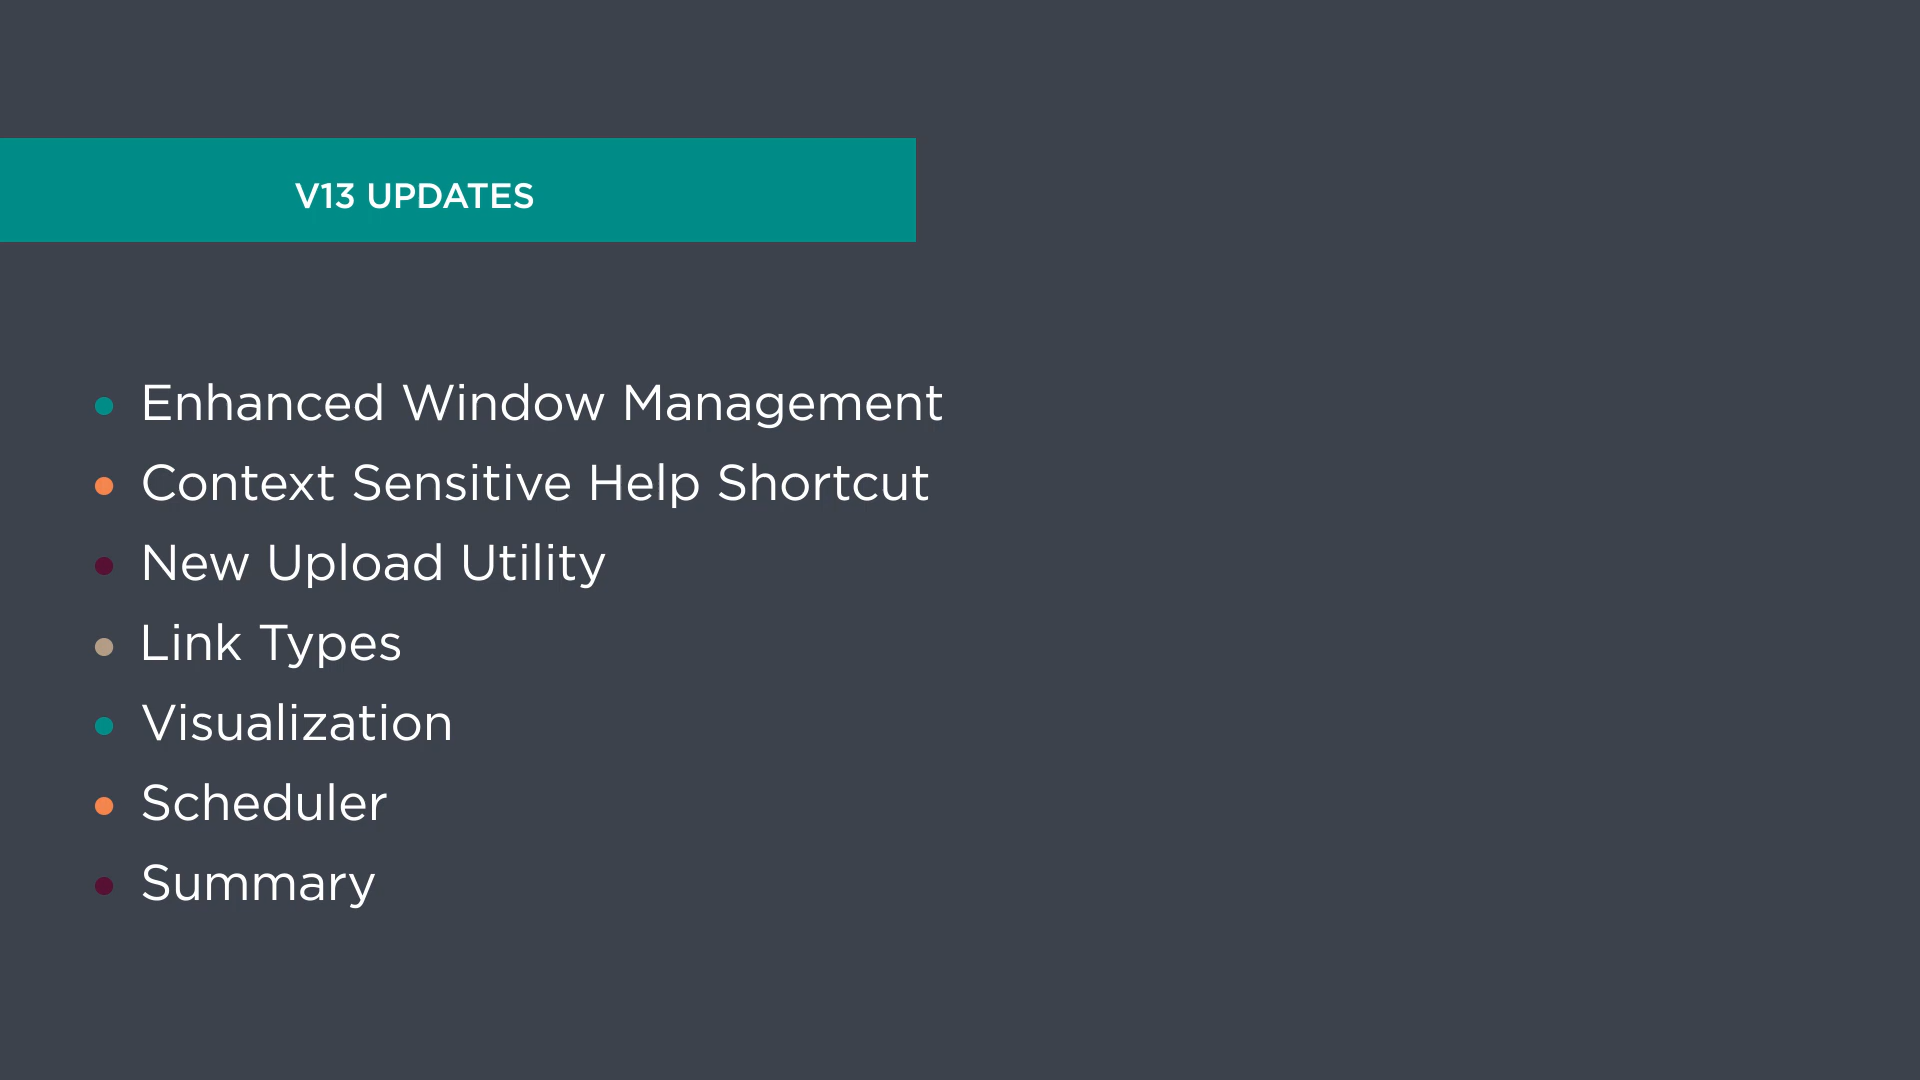 V13 UPDATES
Enhanced Window Management
Context Sensitive Help Shortcut
New Upload Utility
Link Types
Visualization
Scheduler
Summary